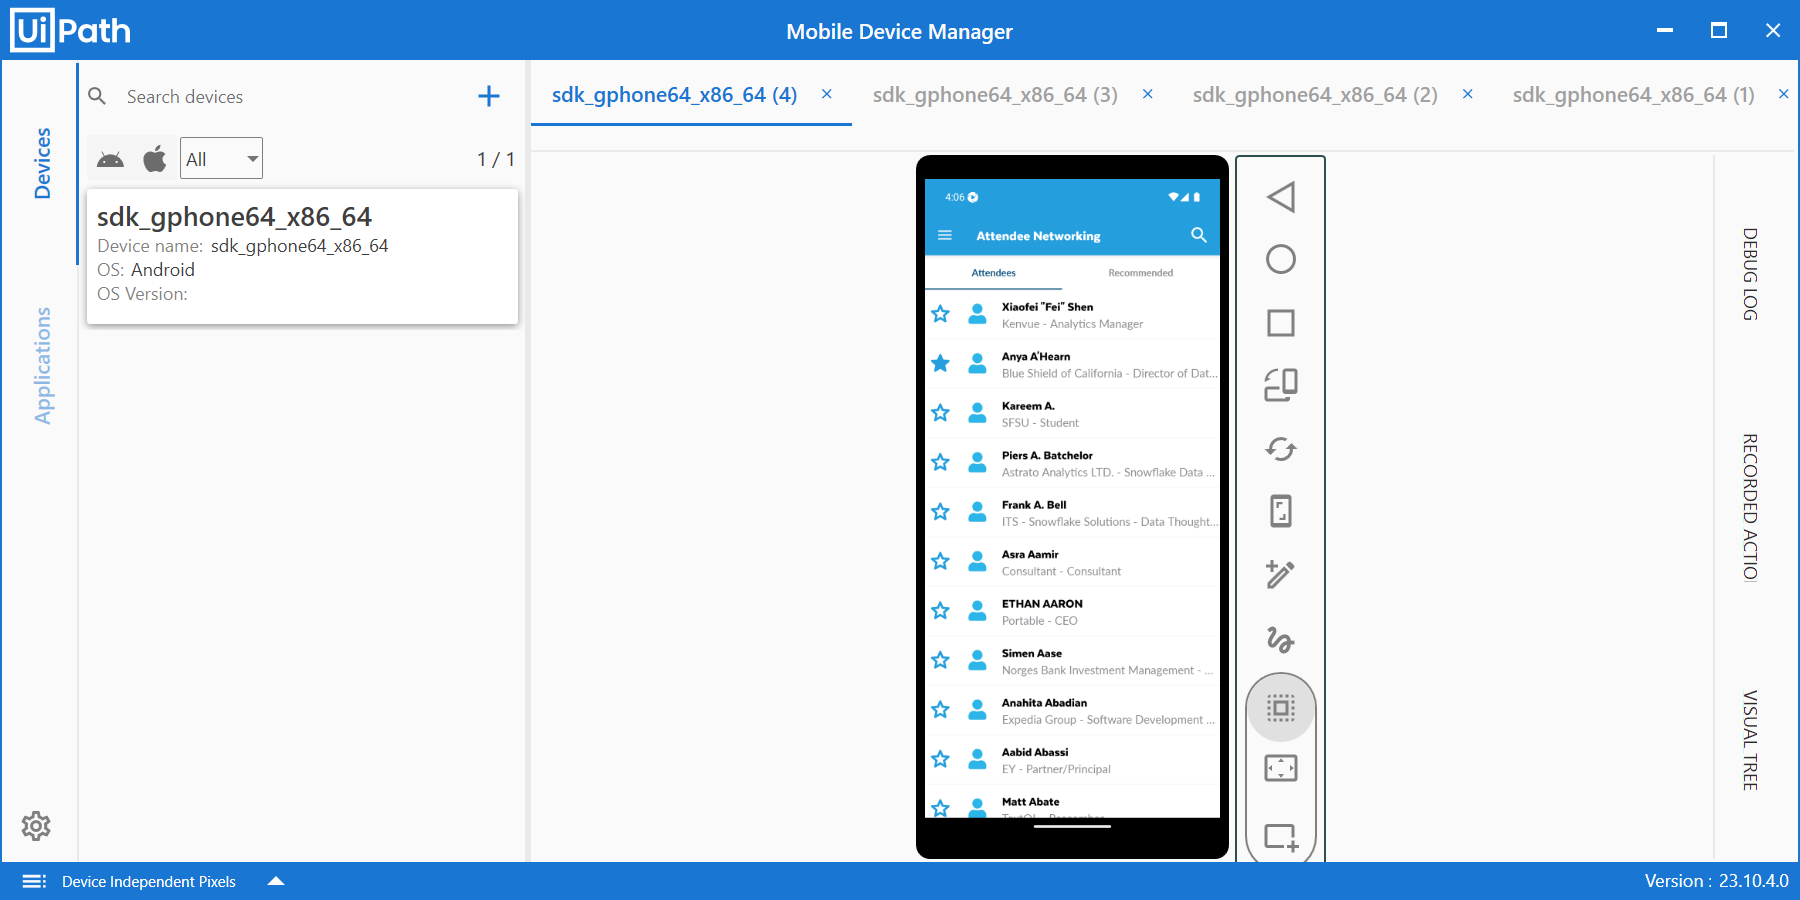 UiPath
Mobile Device Manager
Devices
Applications
Search devices
All
1 / 1
sdk_gphone64_x86_64
Device name: sdk_gphone64_x86_64
OS: Android
OS Version:
sdk_gphone64_x86_64 (4)
sdk_gphone64_x86_64 (3)
sdk_gphone64_x86_64 (2)
sdk_gphone64_x86_64 (1)
4:06
Attendee Networking
Attendees
Recommended
Xiaofei "Fei" Shen
Kenvue - Analytics Manager
Anya A'Hearn
Blue Shield of California - Director of Dat...
Kareem A.
SFSU - Student
Piers A. Batchelor
Astrato Analytics LTD. - Snowflake Data ...
Frank A. Bell
ITS - Snowflake Solutions - Data Thought...
Asra Aamir
Consultant - Consultant
ETHAN AARON
Portable - CEO
Simen Aase
Norges Bank Investment Management - ...
Anahita Abadian
Expedia Group - Software Development ...
Aabid Abassi
EY - Partner/Principal
Matt Abate
DEBUG LOG
RECORDED ACTIO
VISUAL TREE
Device Independent Pixels
Version : 23.10.4.0